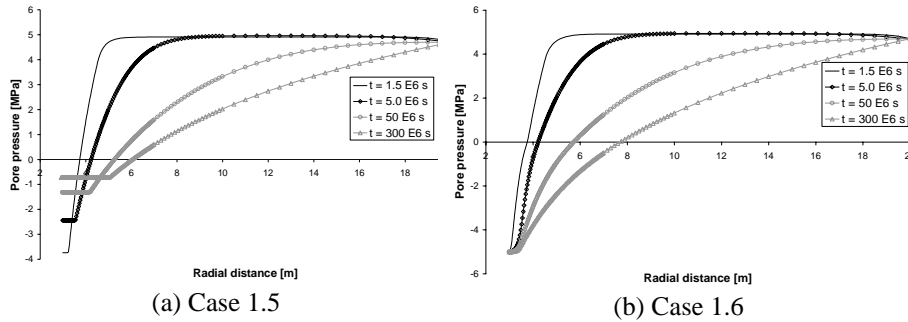 6
5
4
3
2
1
0
-1
-2
-3
-4
2 4 6 8 10 12 14 16 18
Pore pressure [MPa]
Radial distance [m]
t = 1.5 E6 s
t = 5.0 E6 s
t = 50 E6 s
t = 300 E6 s
(a) Case 1.5
6
4
2
0
-2
-4
-6
2 4 6 8 10 12 14 16 18 20
Pore pressure [MPa]
Radial distance [m]
t = 1.5 E6 s
t = 5.0 E6 s
t = 50 E6 s
t = 300 E6 s
(b) Case 1.6